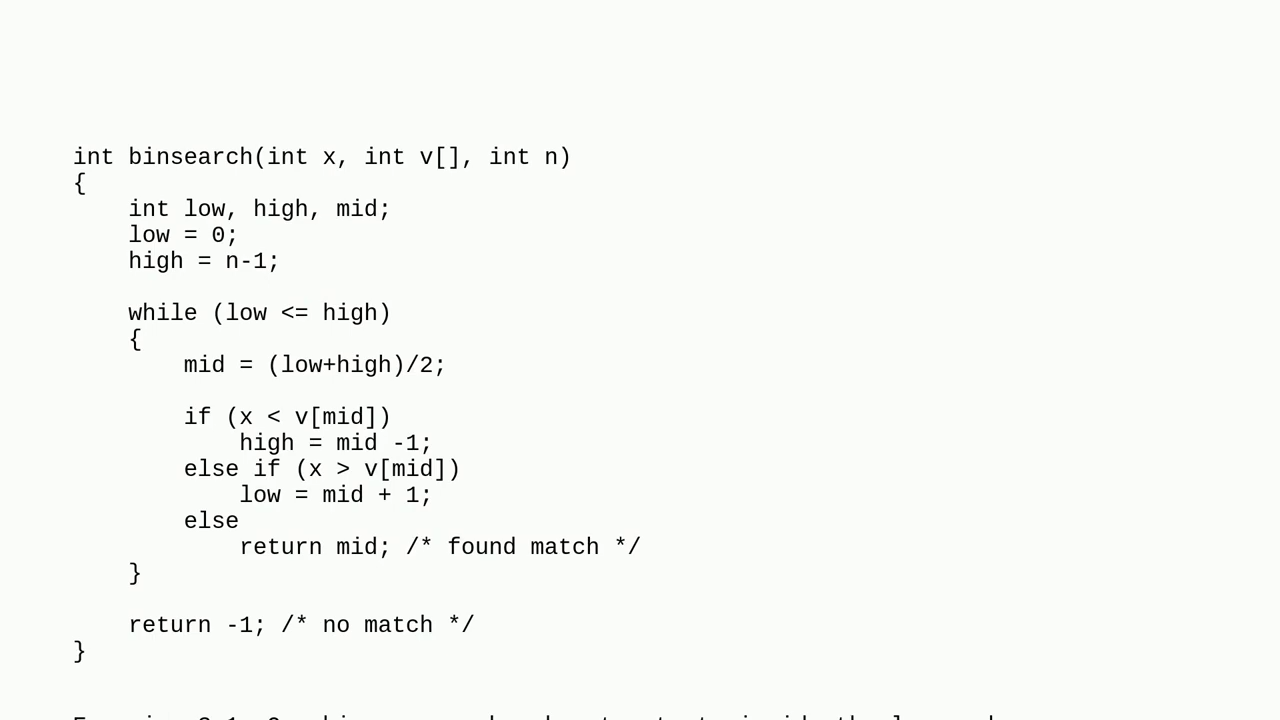 int binsearch(int x, int v[], int n)
{
    int low, high, mid;
    low = 0;
    high = n-1;

    while (low <= high)
    {
        mid = (low+high)/2;

        if (x < v[mid])
            high = mid -1;
        else if (x > v[mid])
            low = mid + 1;
        else
            return mid; /* found match */
    }

    return -1; /* no match */
}